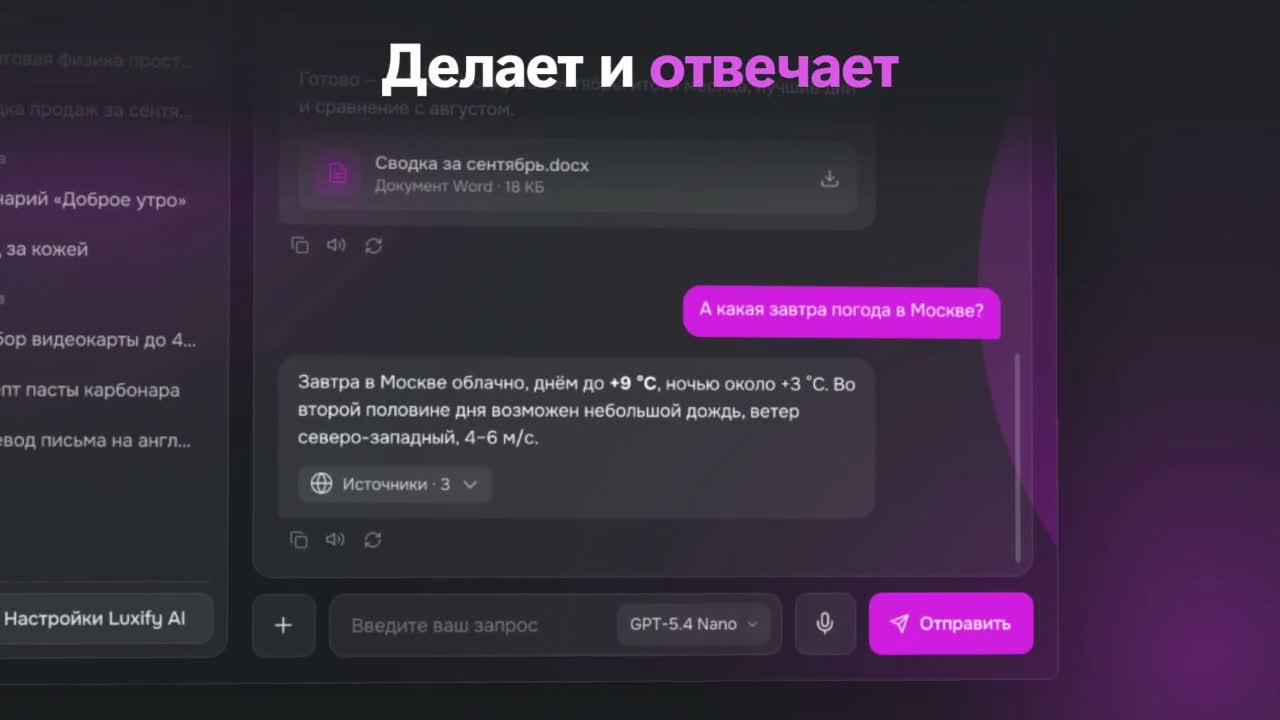 Делает и отвечает
товая физика прост...
Готово –
лучшие дни
и сравнение с августом.
дка продаж за сентя...
Сводка за сентябрь.docx
Документ Word · 18 КБ
нарий «Доброе утро»
за кожей
А какая завтра погода в Москве?
бор видеокарты до 4...
епт пасты карбонара
евод письма на англ...
Завтра в Москве облачно, днём до +9 °C, ночью около +3 °C. Во
второй половине дня возможен небольшой дождь, ветер
северо-западный, 4–6 м/с.
Источники · 3
Настройки Luxify AI
Введите ваш запрос
GPT-5.4 Nano
Отправить